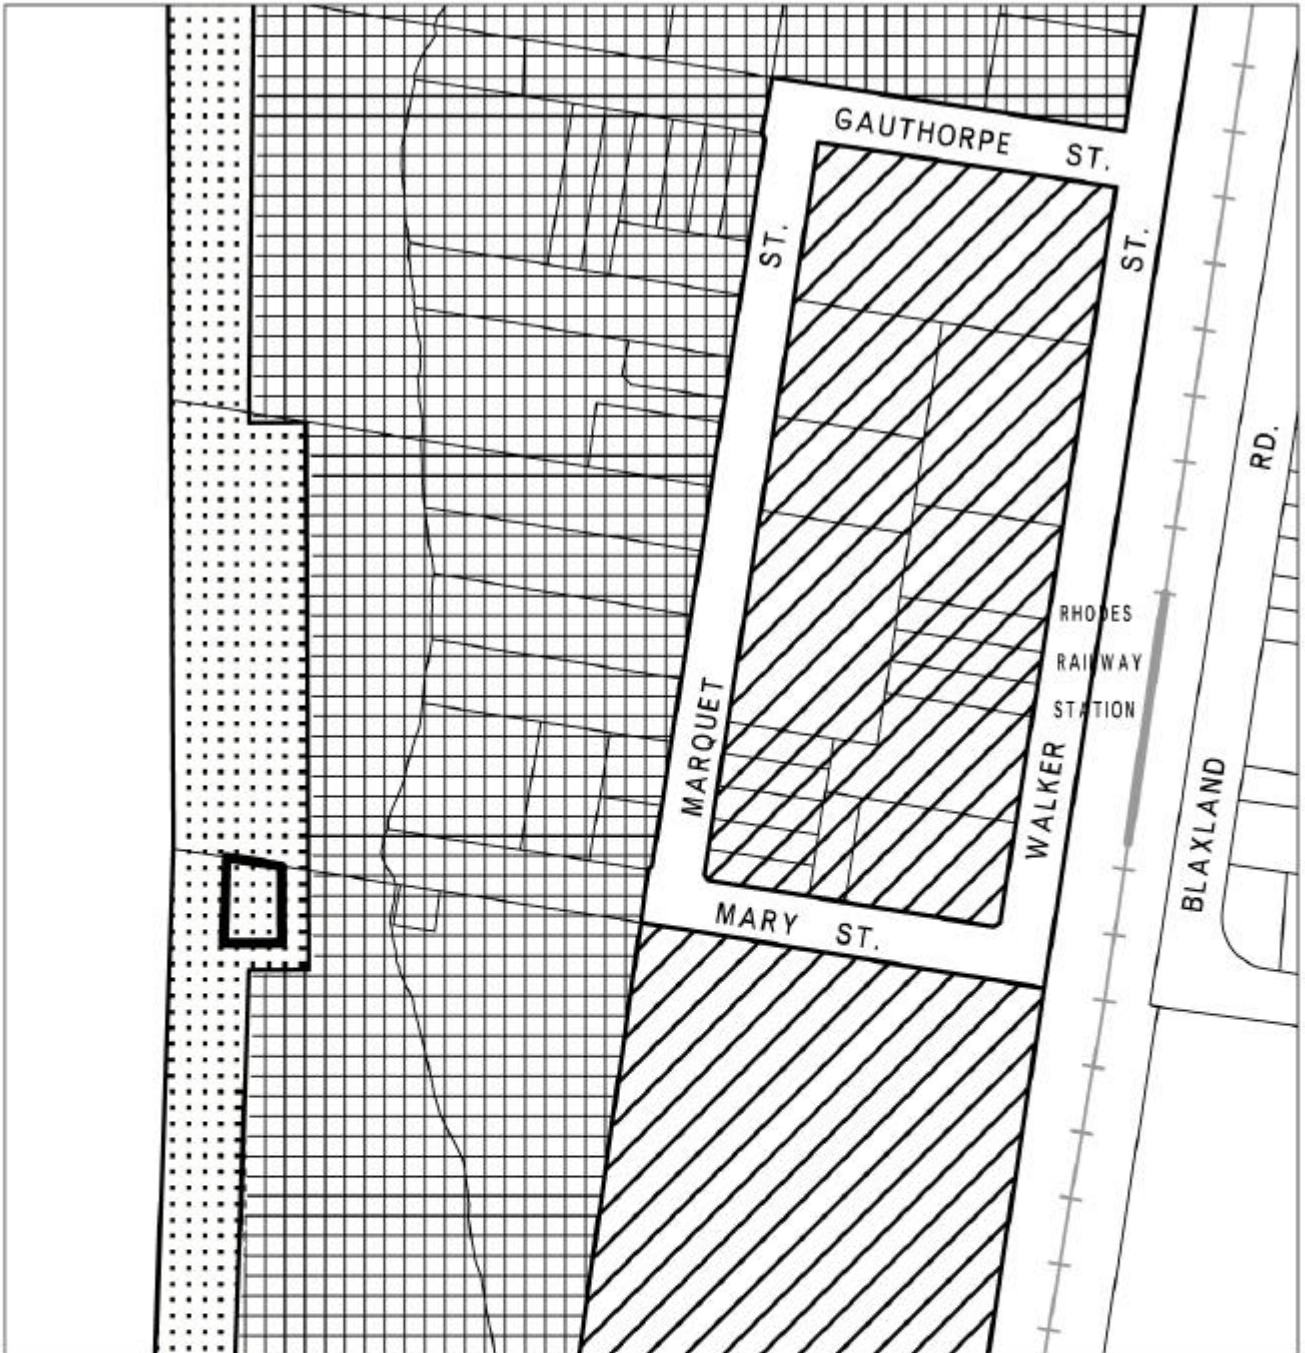 GAUTHORPE ST.
ST.
ST.
RD.
RHODES
RAILWAY
STATION
MARQUET
WALKER
BLAXLAND
MARY ST.